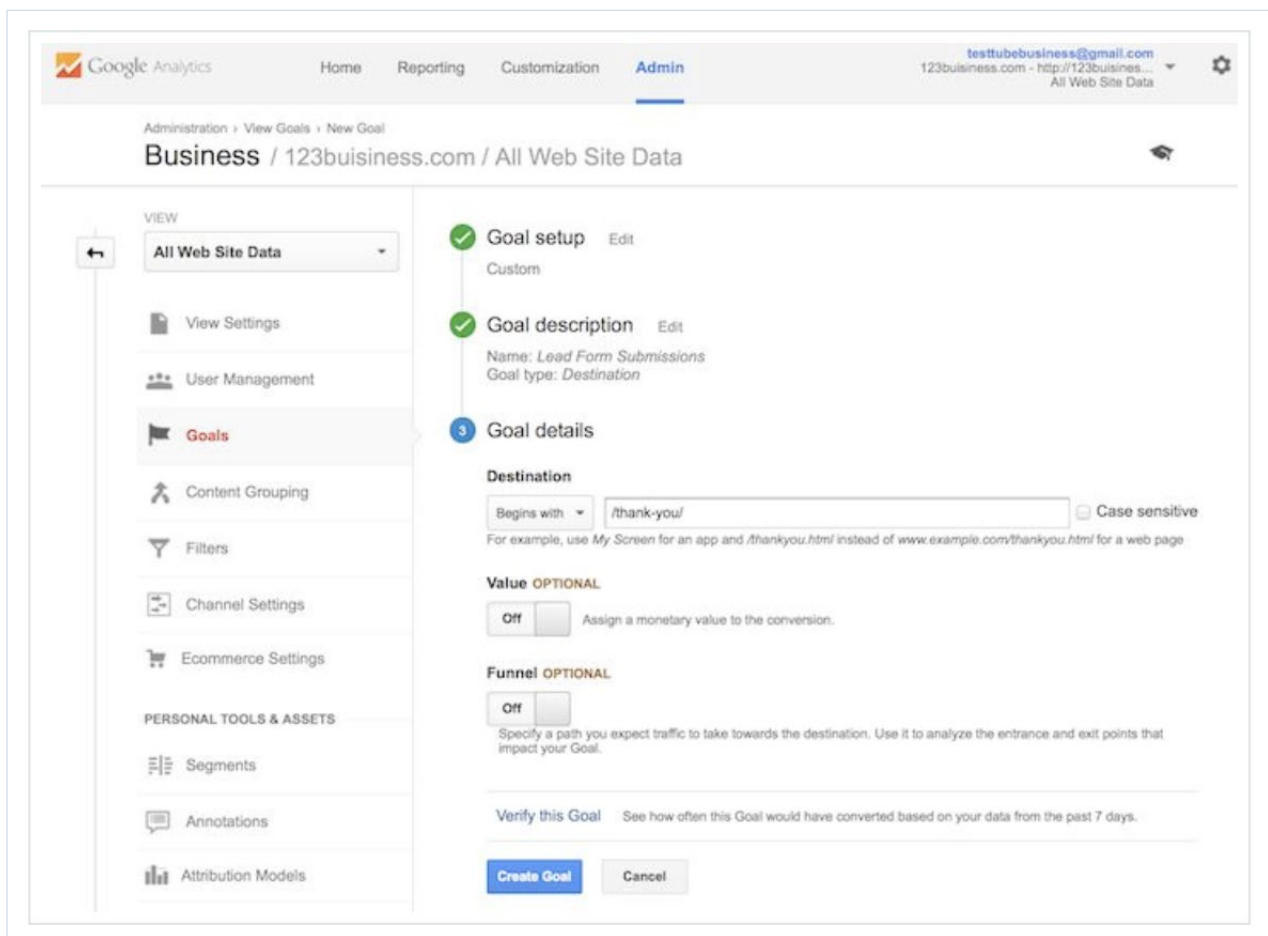 Google Analytics
Home Reporting Customization Admin
testtubebusiness@gmail.com
123buisiness.com - http://123buisines...
All Web Site Data
Administration › View Goals › New Goal
Business / 123buisiness.com / All Web Site Data
VIEW
All Web Site Data
View Settings
User Management
Goals
Content Grouping
Filters
Channel Settings
Ecommerce Settings
PERSONAL TOOLS & ASSETS
Segments
Annotations
Attribution Models
Goal setup Edit
Custom
Goal description Edit
Name: Lead Form Submissions
Goal type: Destination
3 Goal details
Destination
Begins with /thank-you/ Case sensitive
For example, use My Screen for an app and /thankyou.html instead of www.example.com/thankyou.html for a web page
Value OPTIONAL
Off Assign a monetary value to the conversion.
Funnel OPTIONAL
Off
Specify a path you expect traffic to take towards the destination. Use it to analyze the entrance and exit points that
impact your Goal.
Verify this Goal See how often this Goal would have converted based on your data from the past 7 days.
Create Goal Cancel